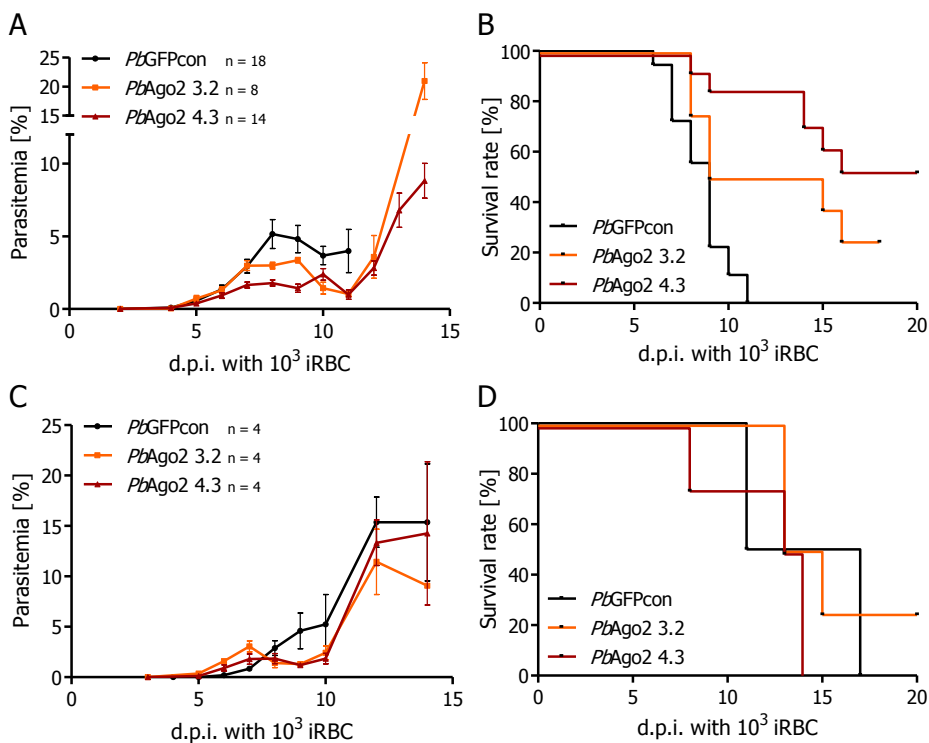 A
PbGFPcon n = 18
PbAgo2 3.2 n = 8
PbAgo2 4.3 n = 14
Parasitemia [%]
25
20
15
10
5
0
0 5 10 15
d.p.i. with 10³ iRBC
B
Survival rate [%]
100
80
60
40
20
0
PbGFPcon
PbAgo2 3.2
PbAgo2 4.3
0 5 10 15 20
d.p.i. with 10³ iRBC
C
PbGFPcon n = 4
PbAgo2 3.2 n = 4
PbAgo2 4.3 n = 4
Parasitemia [%]
25
20
15
10
5
0
0 5 10 15
d.p.i. with 10³ iRBC
D
Survival rate [%]
100
80
60
40
20
0
PbGFPcon
PbAgo2 3.2
PbAgo2 4.3
0 5 10 15 20
d.p.i. with 10³ iRBC